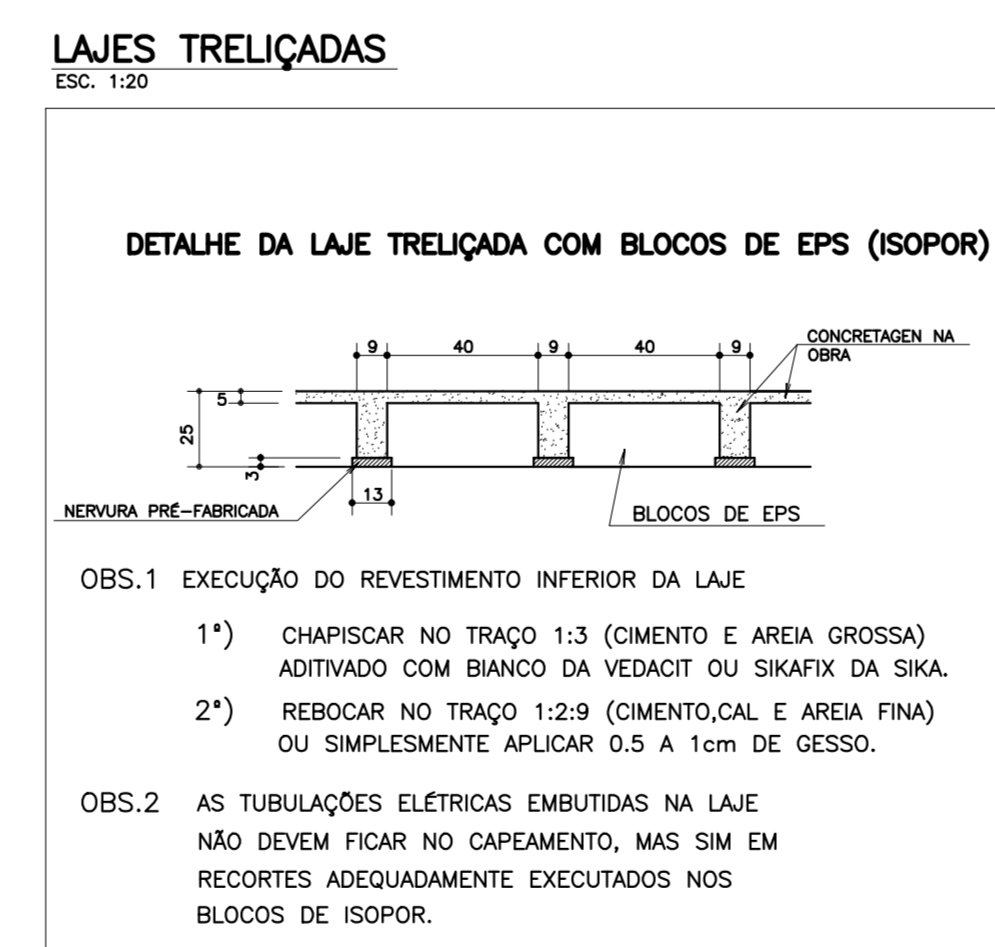 LAJES TRELIÇADAS
ESC. 1:20
DETALHE DA LAJE TRELIÇADA COM BLOCOS DE EPS (ISOPOR)
9 40 9 40 9
CONCRETAGEN NA
OBRA
5
25
3
13
NERVURA PRÉ-FABRICADA
BLOCOS DE EPS
OBS.1 EXECUÇÃO DO REVESTIMENTO INFERIOR DA LAJE
1ª) CHAPISCAR NO TRAÇO 1:3 (CIMENTO E AREIA GROSSA)
ADITIVADO COM BIANCO DA VEDACIT OU SIKAFIX DA SIKA.
2ª) REBOCAR NO TRAÇO 1:2:9 (CIMENTO,CAL E AREIA FINA)
OU SIMPLESMENTE APLICAR 0.5 A 1cm DE GESSO.
OBS.2 AS TUBULAÇÕES ELÉTRICAS EMBUTIDAS NA LAJE
NÃO DEVEM FICAR NO CAPEAMENTO, MAS SIM EM
RECORTES ADEQUADAMENTE EXECUTADOS NOS
BLOCOS DE ISOPOR.